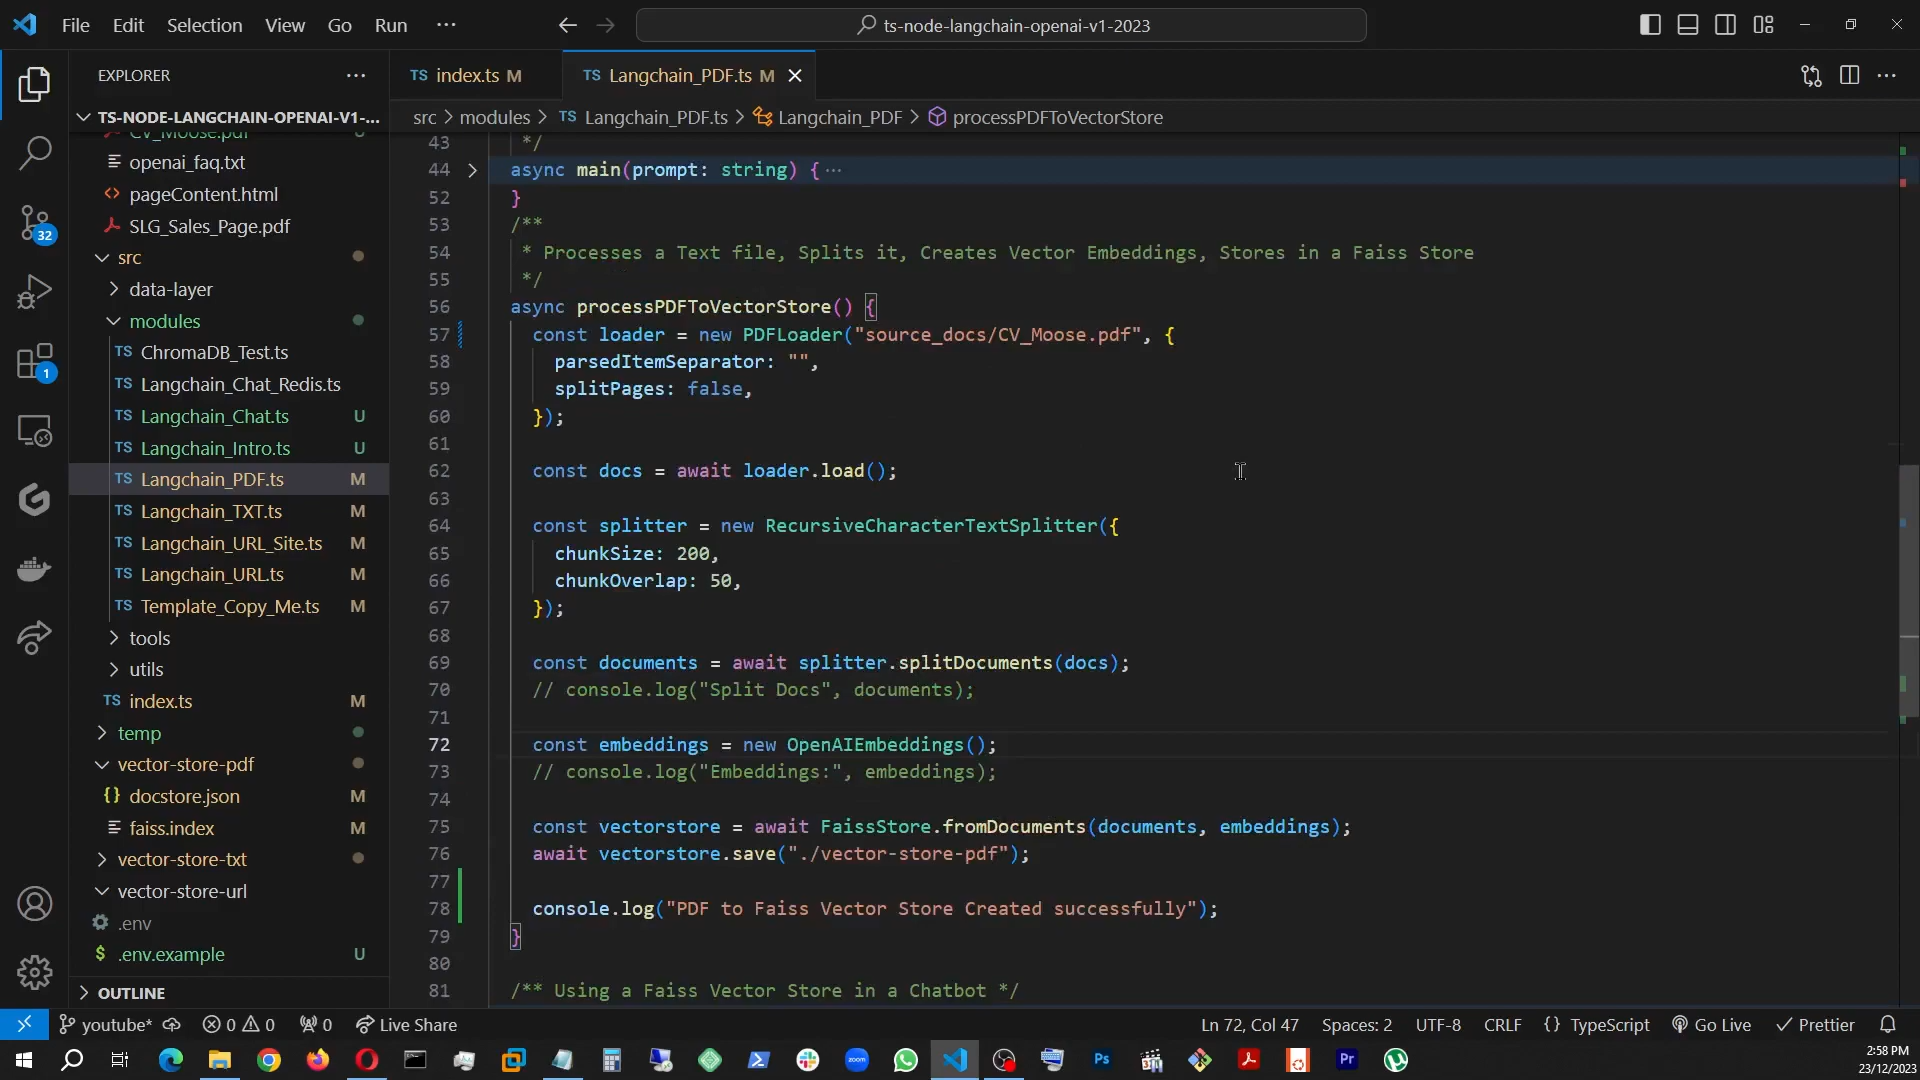 File Edit Selection View Go Run ···
ts-node-langchain-openai-v1-2023
EXPLORER ···
TS index.ts M
TS Langchain_PDF.ts M
TS-NODE-LANGCHAIN-OPENAI-V1-...
src > modules > TS Langchain_PDF.ts > Langchain_PDF > processPDFToVectorStore
CV_Moose.pdf U
openai_faq.txt
pageContent.html
SLG_Sales_Page.pdf
src
data-layer
modules
TS ChromaDB_Test.ts
TS Langchain_Chat_Redis.ts
TS Langchain_Chat.ts U
TS Langchain_Intro.ts U
TS Langchain_PDF.ts M
TS Langchain_TXT.ts M
TS Langchain_URL_Site.ts M
TS Langchain_URL.ts M
TS Template_Copy_Me.ts M
tools
utils
TS index.ts M
temp
vector-store-pdf
{} docstore.json M
faiss.index M
vector-store-txt
vector-store-url
.env
$ .env.example U
OUTLINE
32
1
43 */
44 async main(prompt: string) { ···
52 }
53 /**
54 * Processes a Text file, Splits it, Creates Vector Embeddings, Stores in a Faiss Store
55 */
56 async processPDFToVectorStore() {
57 const loader = new PDFLoader("source_docs/CV_Moose.pdf", {
58 parsedItemSeparator: "",
59 splitPages: false,
60 });
61
62 const docs = await loader.load();
63
64 const splitter = new RecursiveCharacterTextSplitter({
65 chunkSize: 200,
66 chunkOverlap: 50,
67 });
68
69 const documents = await splitter.splitDocuments(docs);
70 // console.log("Split Docs", documents);
71
72 const embeddings = new OpenAIEmbeddings();
73 // console.log("Embeddings:", embeddings);
74
75 const vectorstore = await FaissStore.fromDocuments(documents, embeddings);
76 await vectorstore.save("./vector-store-pdf");
77
78 console.log("PDF to Faiss Vector Store Created successfully");
79 }
80
81 /** Using a Faiss Vector Store in a Chatbot */
youtube* 0 0 0 Live Share
Ln 72, Col 47 Spaces: 2 UTF-8 CRLF {} TypeScript Go Live Prettier
zoom Ps Pr
2:58 PM
23/12/2023